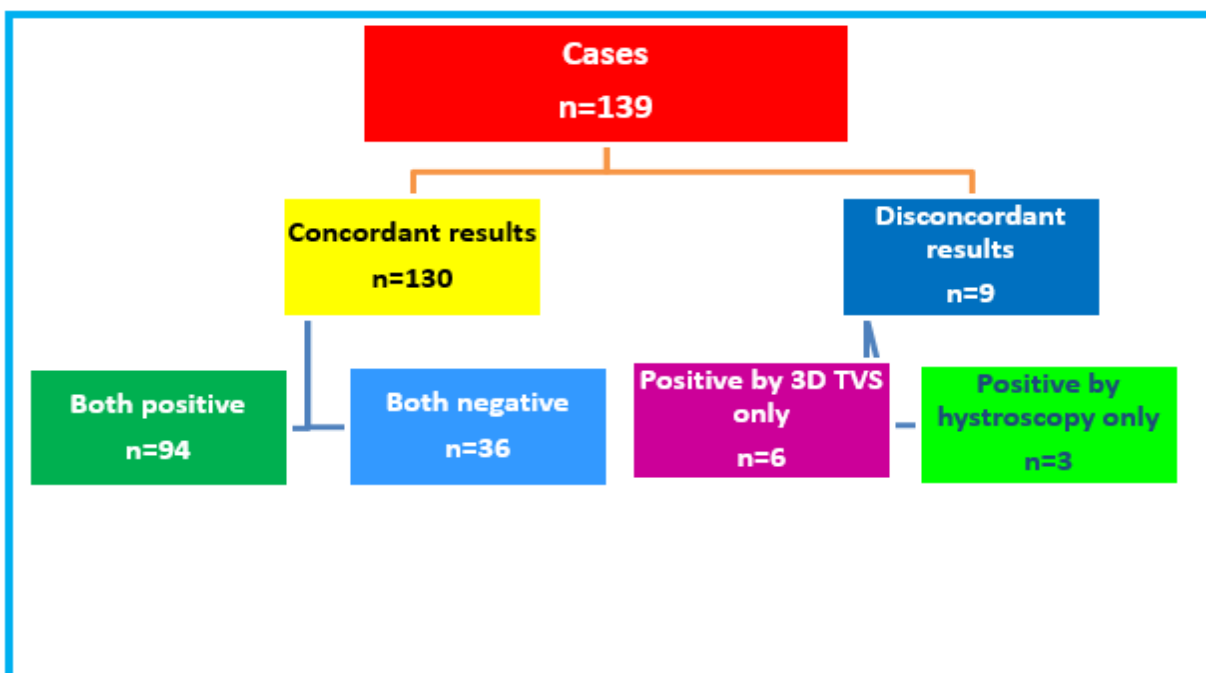 Cases
n=139
Concordant results
n=130
Disconcordant
results
n=9
Both positive
n=94
Both negative
n=36
Positive by 3D TVS
only
n=6
Positive by
hystroscopy only
n=3